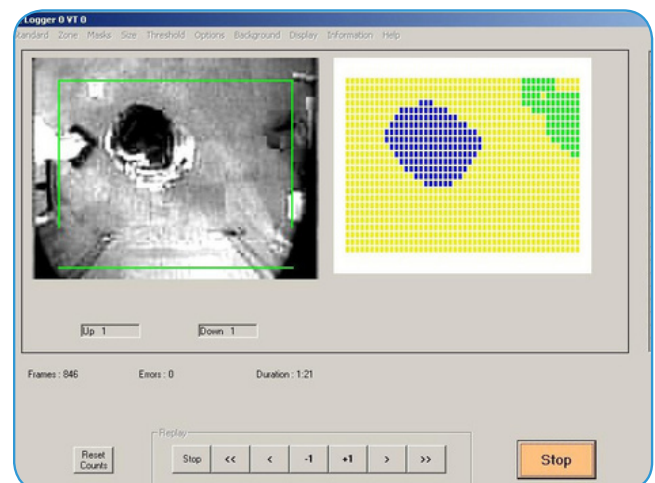 Logger 0 VT 0
Standard Zone Masks Size Threshold Options Background Display Information Help
Up 1 Down 1
Frames : 846 Errors : 0 Duration : 1:21
Replay
Reset
Counts
Stop << < -1 +1 > >>
Stop